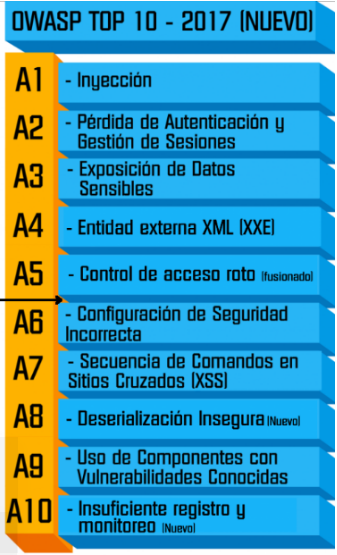 OWASP TOP 10 - 2017 (NUEVO)
A1 - Inyección
A2 - Pérdida de Autenticación y
Gestión de Sesiones
A3 - Exposición de Datos
Sensibles
A4 - Entidad externa XML (XXE)
A5 - Control de acceso roto (fusionado)
A6 - Configuración de Seguridad
Incorrecta
A7 - Secuencia de Comandos en
Sitios Cruzados (XSS)
A8 - Deserialización Insegura (Nuevo)
A9 - Uso de Componentes con
Vulnerabilidades Conocidas
A10 - Insuficiente registro y
monitoreo (Nuevo)